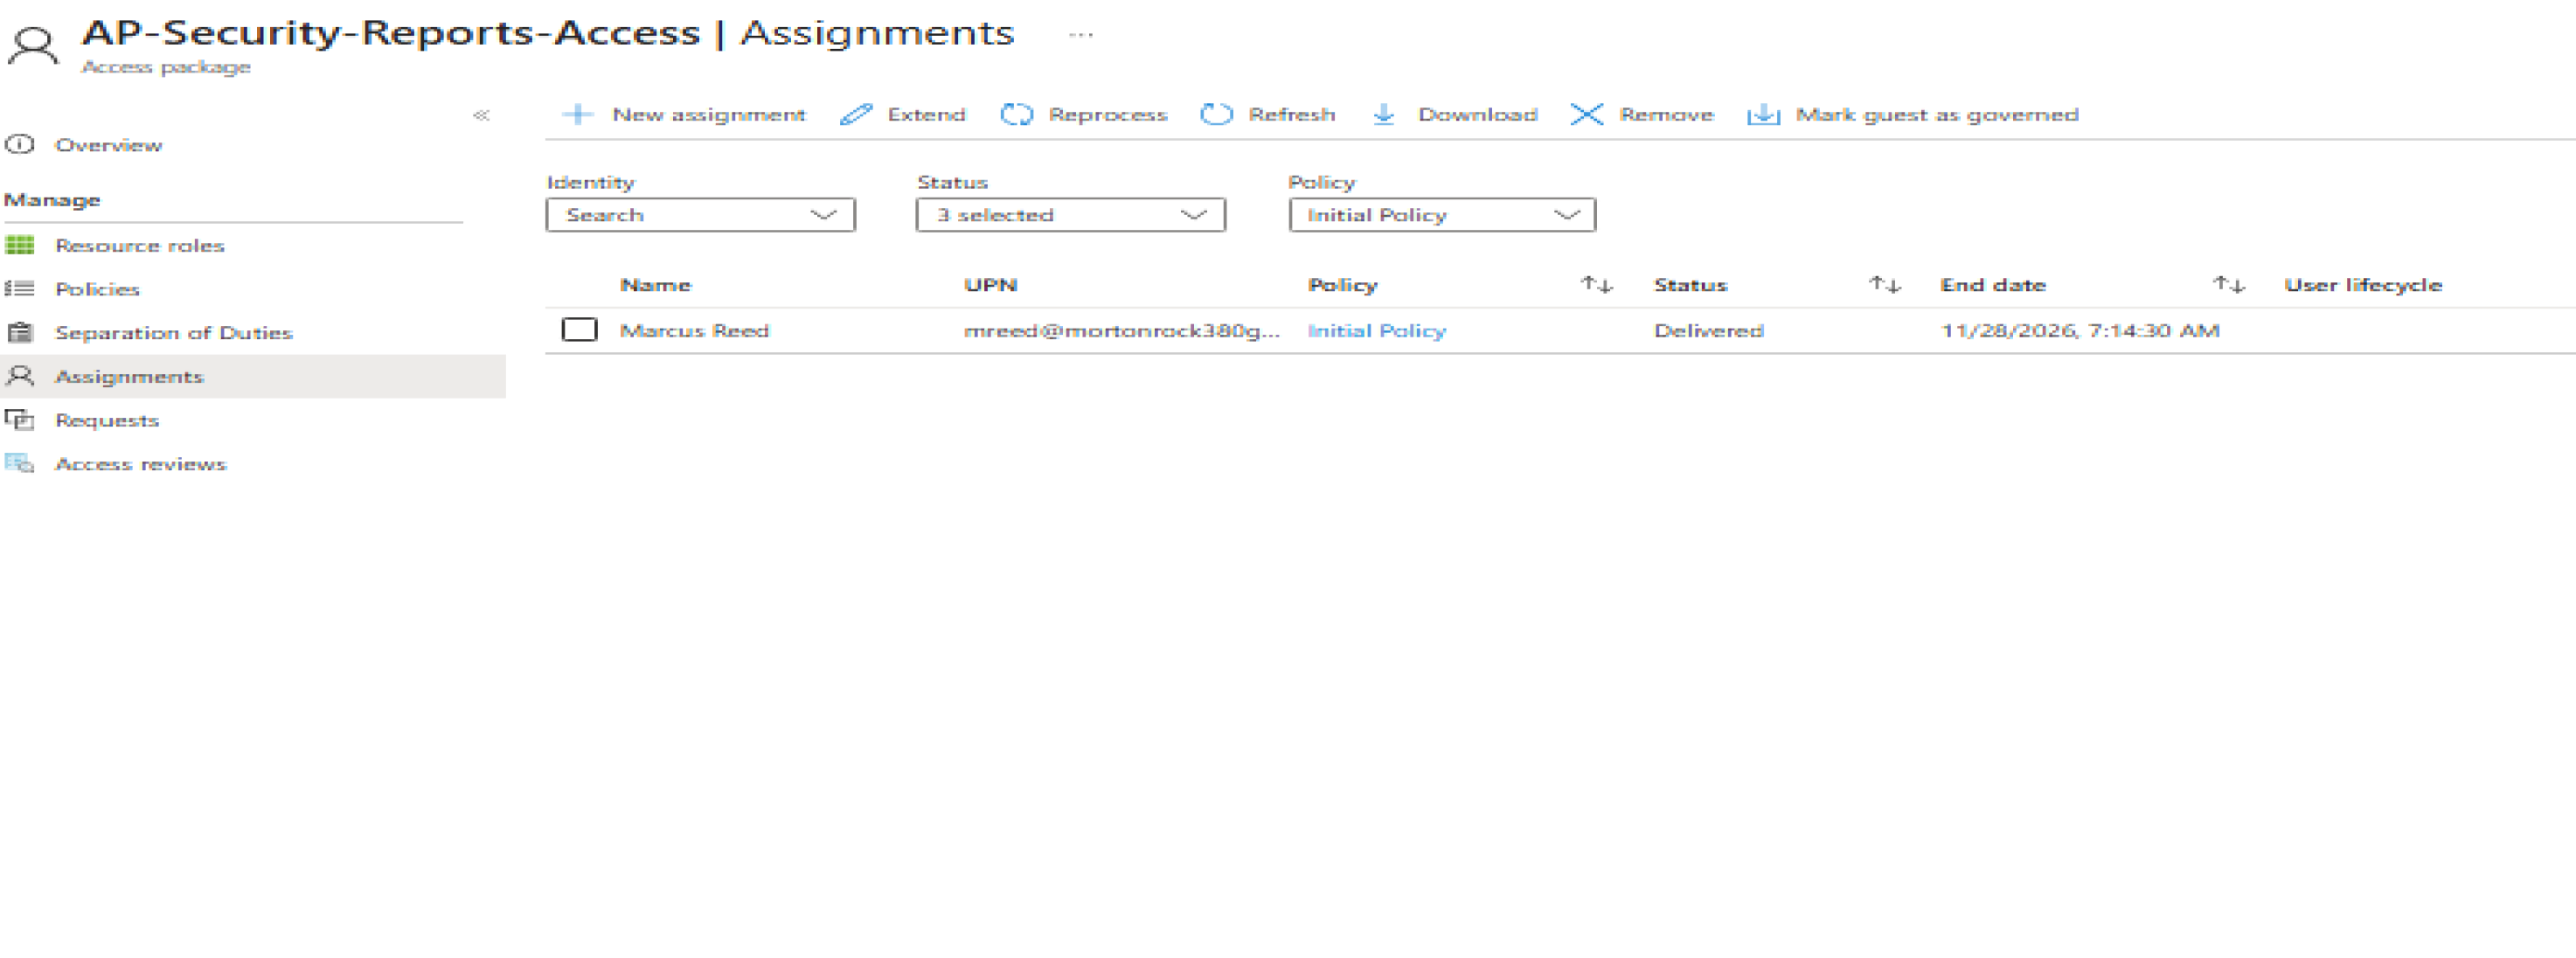 AP-Security-Reports-Access | Assignments ...
Access package
«
New assignment Extend Reprocess Refresh Download Remove Mark guest as governed
Overview
Manage
Resource roles
Policies
Separation of Duties
Assignments
Requests
Access reviews
Identity Status Policy
Search 3 selected Initial Policy
Name UPN Policy Status End date User lifecycle
Marcus Reed mreed@mortonrock380g... Initial Policy Delivered 11/28/2026, 7:14:30 AM